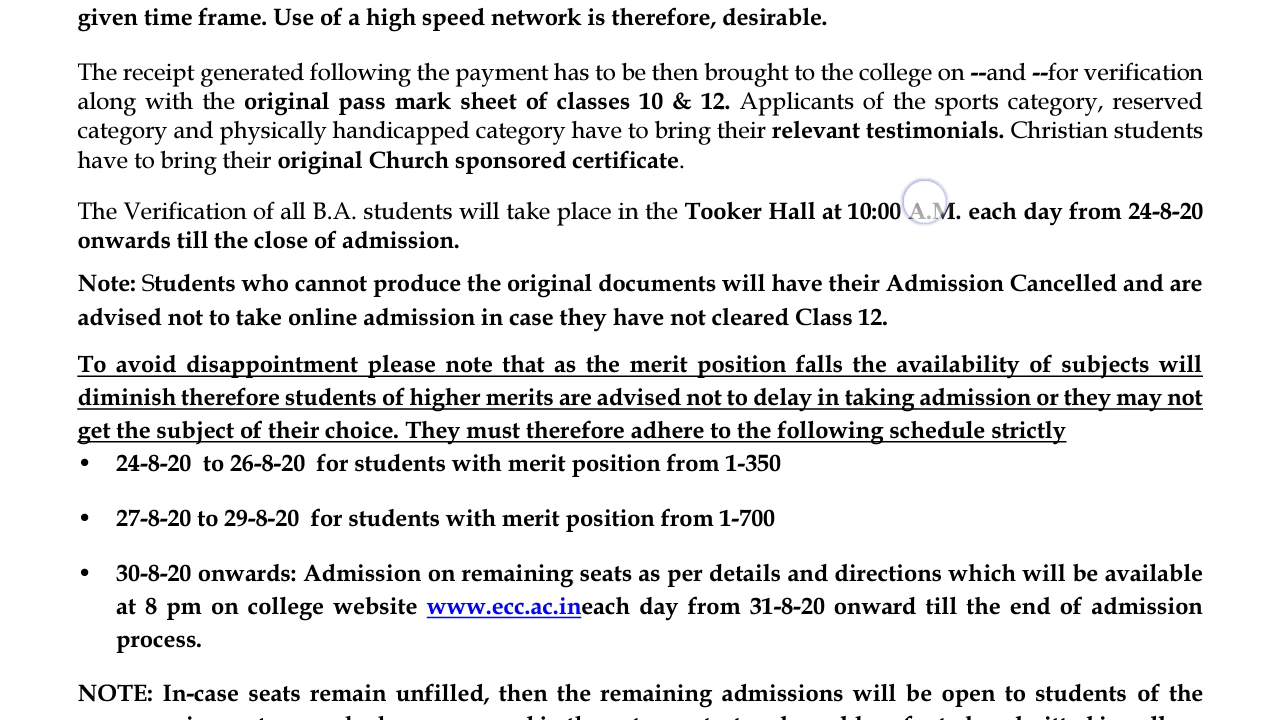 given time frame. Use of a high speed network is therefore, desirable.
The receipt generated following the payment has to be then brought to the college on --and --for verification
along with the original pass mark sheet of classes 10 & 12. Applicants of the sports category, reserved
category and physically handicapped category have to bring their relevant testimonials. Christian students
have to bring their original Church sponsored certificate.
The Verification of all B.A. students will take place in the Tooker Hall at 10:00 A.M. each day from 24-8-20
onwards till the close of admission.
Note: Students who cannot produce the original documents will have their Admission Cancelled and are
advised not to take online admission in case they have not cleared Class 12.
To avoid disappointment please note that as the merit position falls the availability of subjects will
diminish therefore students of higher merits are advised not to delay in taking admission or they may not
get the subject of their choice. They must therefore adhere to the following schedule strictly
• 24-8-20 to 26-8-20 for students with merit position from 1-350
• 27-8-20 to 29-8-20 for students with merit position from 1-700
• 30-8-20 onwards: Admission on remaining seats as per details and directions which will be available
at 8 pm on college website www.ecc.ac.ineach day from 31-8-20 onward till the end of admission
process.
NOTE: In-case seats remain unfilled, then the remaining admissions will be open to students of the